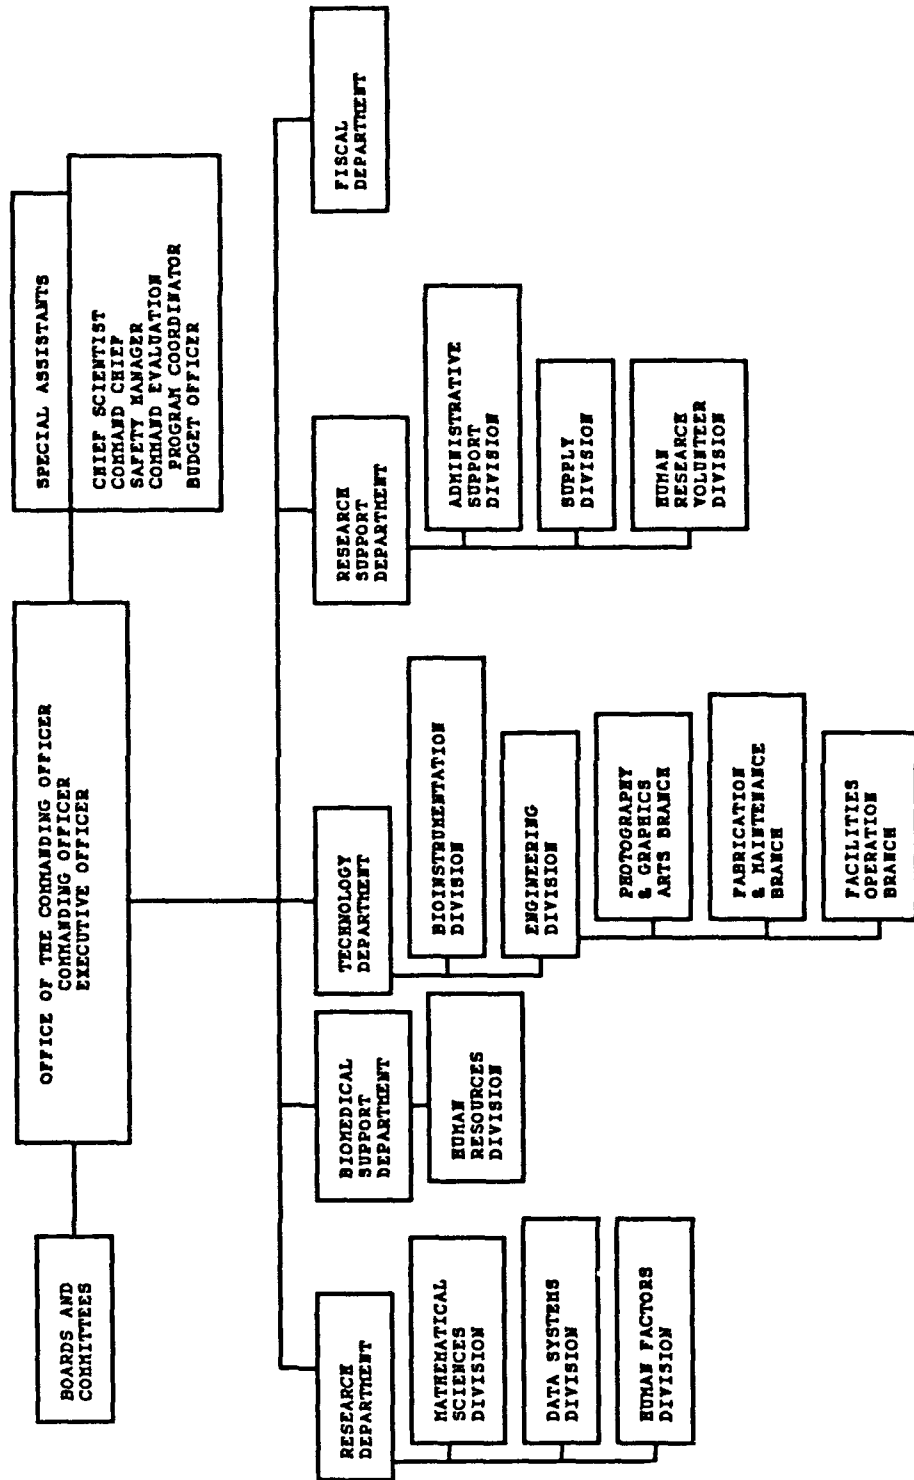 BOARDS AND
COMMITTEES
OFFICE OF THE COMMANDING OFFICER
COMMANDING OFFICER
EXECUTIVE OFFICER
SPECIAL ASSISTANTS
CHIEF SCIENTIST
COMMAND CHIEF
SAFETY MANAGER
COMMAND EVALUATION
PROGRAM COORDINATOR
BUDGET OFFICER
RESEARCH
DEPARTMENT
MATHEMATICAL
SCIENCES
DIVISION
DATA SYSTEMS
DIVISION
HUMAN FACTORS
DIVISION
BIOMEDICAL
SUPPORT
DEPARTMENT
HUMAN
RESOURCES
DIVISION
TECHNOLOGY
DEPARTMENT
BIOINSTRUMENTATION
DIVISION
ENGINEERING
DIVISION
PHOTOGRAPHY
& GRAPHICS
ARTS BRANCH
FABRICATION
& MAINTENANCE
BRANCH
FACILITIES
OPERATION
BRANCH
RESEARCH
SUPPORT
DEPARTMENT
ADMINISTRATIVE
SUPPORT
DIVISION
SUPPLY
DIVISION
HUMAN
RESEARCH
VOLUNTEER
DIVISION
FISCAL
DEPARTMENT